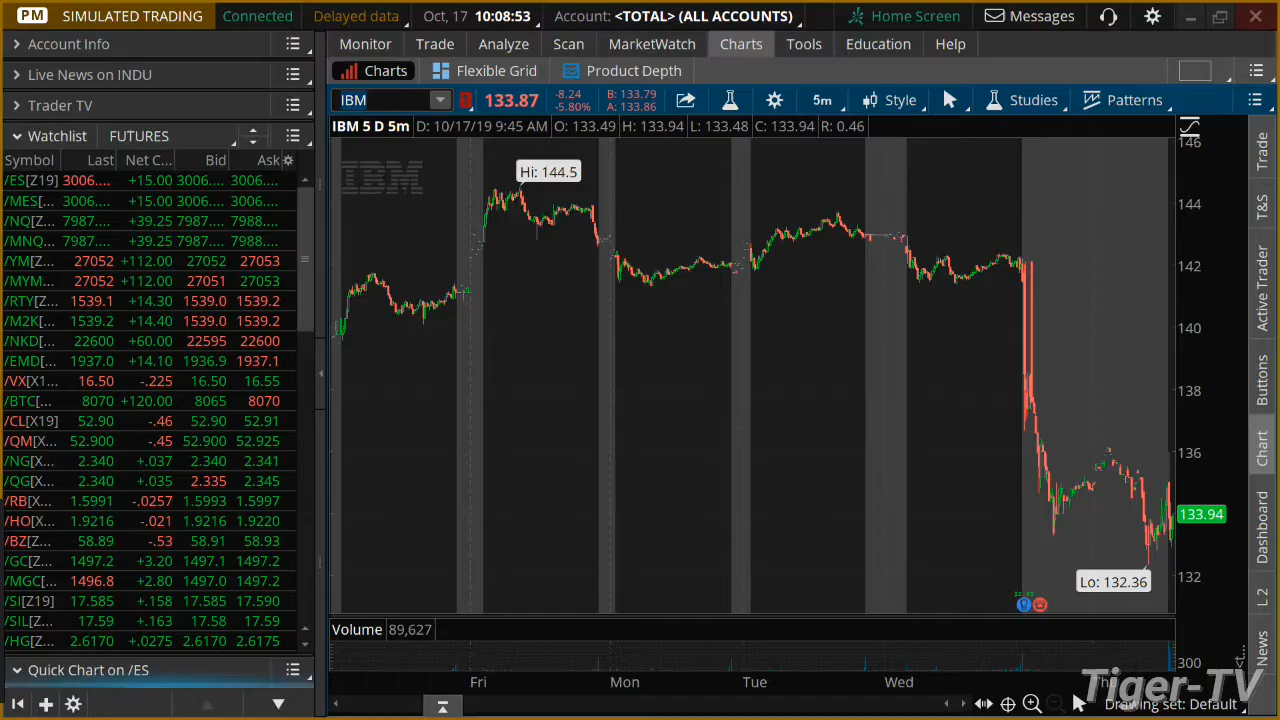 PM SIMULATED TRADING Connected Delayed data Oct, 17 10:08:53 Account: <TOTAL> (ALL ACCOUNTS) Home Screen Messages
Account Info
Live News on INDU
Trader TV
Watchlist FUTURES
Symbol Last Net C... Bid Ask
/ES[Z19] 3006.... +15.00 3006.... 3006....
/MES[... 3006.... +15.00 3006.... 3006....
/NQ[Z... 7987.... +39.25 7987.... 7988....
/MNQ... 7987.... +39.25 7987.... 7988....
/YM[Z... 27052 +112.00 27052 27053
/MYM... 27052 +112.00 27051 27053
/RTY[Z... 1539.1 +14.30 1539.0 1539.2
/M2K[... 1539.2 +14.40 1539.0 1539.2
/NKD[... 22600 +60.00 22595 22600
/EMD[... 1937.0 +14.10 1936.9 1937.1
/VX[X1... 16.50 -.225 16.50 16.55
/BTC[... 8070 +120.00 8065 8070
/CL[X19] 52.90 -.46 52.90 52.91
/QM[X... 52.900 -.45 52.900 52.925
/NG[X... 2.340 +.037 2.340 2.341
/QG[X... 2.340 +.035 2.335 2.345
/RB[X... 1.5991 -.0257 1.5993 1.5997
/HO[X... 1.9216 -.021 1.9216 1.9220
/BZ[Z... 58.89 -.53 58.91 58.93
/GC[Z... 1497.2 +3.20 1497.1 1497.2
/MGC[... 1496.8 +2.80 1497.0 1497.2
/SI[Z19] 17.585 +.158 17.585 17.590
/SIL[Z... 17.59 +.163 17.58 17.59
/HG[Z... 2.6170 +.0275 2.6170 2.6175
Quick Chart on /ES
Monitor Trade Analyze Scan MarketWatch Charts Tools Education Help
Charts Flexible Grid Product Depth
IBM 133.87 -8.24 B: 133.79 5m Style Studies Patterns
-5.80% A: 133.86
IBM 5 D 5m D: 10/17/19 9:45 AM O: 133.49 H: 133.94 L: 133.48 C: 133.94 R: 0.46
IBM
Hi: 144.5
Lo: 132.36
146
144
142
140
138
136
133.94
132
Volume 89,627
300
Fri Mon Tue Wed Thu
Drawing set: Default
Trade
T&S
Active Trader
Buttons
Chart
Dashboard
L 2
News
<t...
Tiger-TV